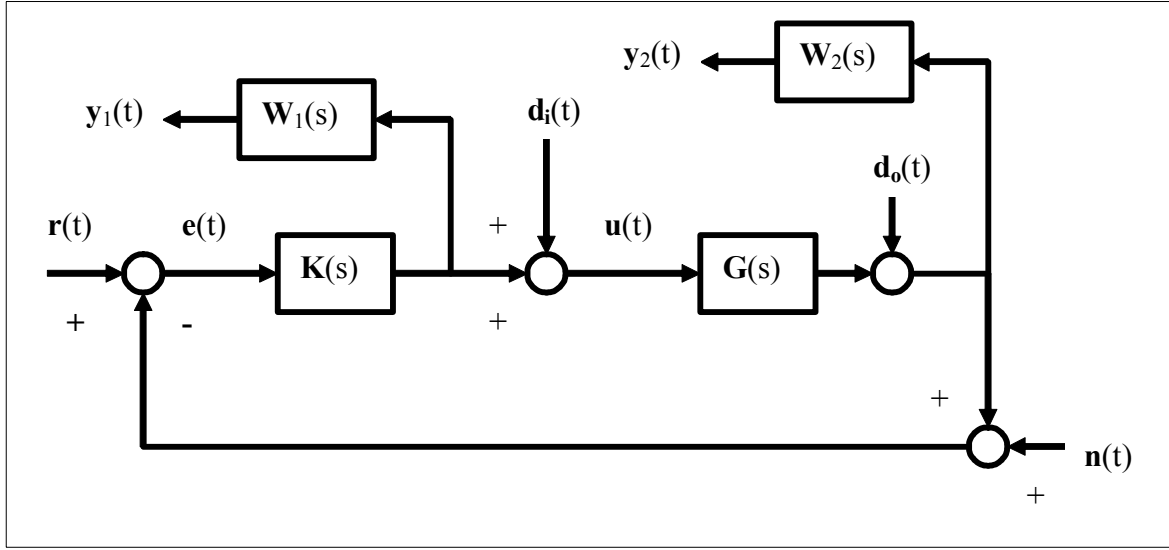 W₂(s)
y₂(t)
W₁(s)
y₁(t)
dᵢ(t)
dₒ(t)
r(t)
e(t)
+
u(t)
K(s)
G(s)
+
-
+
+
n(t)
+